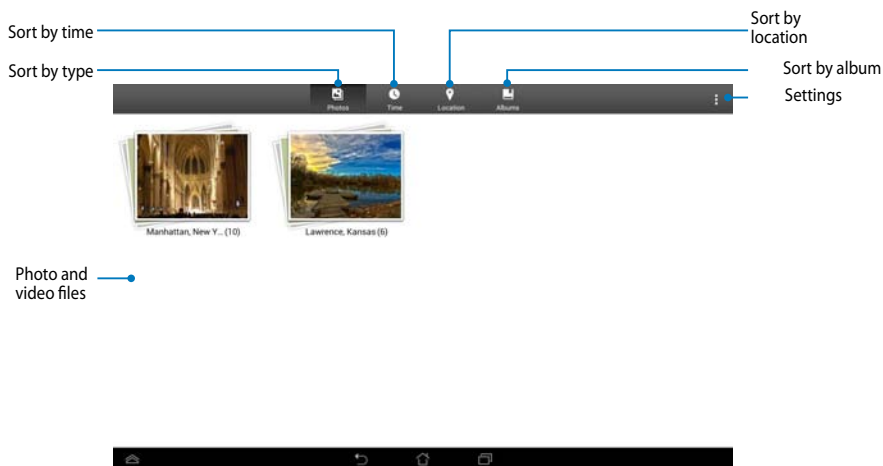 Sort by time
Sort by
location
Sort by type
Sort by album
Settings
Photos
Time
Location
Albums
Manhattan, New Y... (10)
Lawrence, Kansas (6)
Photo and
video files